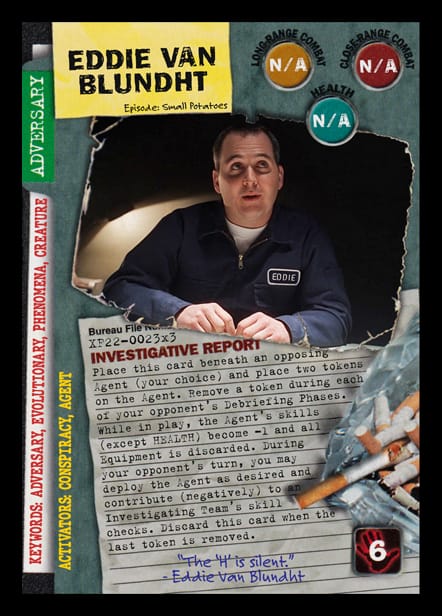 EDDIE VAN
BLUNDHT
Episode: Small Potatoes
LONG-RANGE COMBAT
N/A
CLOSE-RANGE COMBAT
N/A
HEALTH
N/A
ADVERSARY
KEYWORDS: ADVERSARY, EVOLUTIONARY, PHENOMENA, CREATURE
ACTIVATORS: CONSPIRACY, AGENT
EDDIE
Bureau File
XF22-0023x3
INVESTIGATIVE REPORT
Place this card beneath an opposing
Agent (your choice) and place two tokens
on the Agent. Remove a token during each
of your opponent's Debriefing Phases.
While in play, the Agent's skills
(except HEALTH) become -1 and all
Equipment is discarded. During
your opponent's turn, you may
deploy the Agent as desired and
contribute (negatively) to an
Investigating Team's skill
checks. Discard this card when the
last token is removed.
6
"The 'H' is silent."
- Eddie Van Blundht